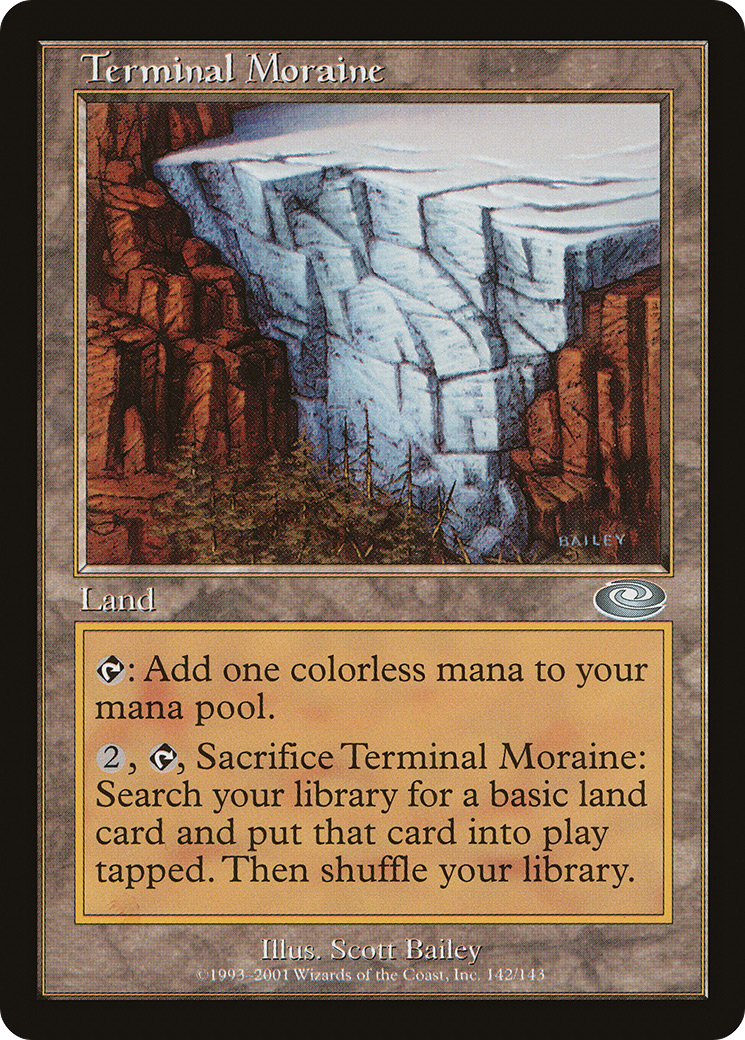 Terminal Moraine
BAILEY
Land
: Add one colorless mana to your
mana pool.
2, , Sacrifice Terminal Moraine:
Search your library for a basic land
card and put that card into play
tapped. Then shuffle your library.
Illus. Scott Bailey
©1993–2001 Wizards of the Coast, Inc. 142/143